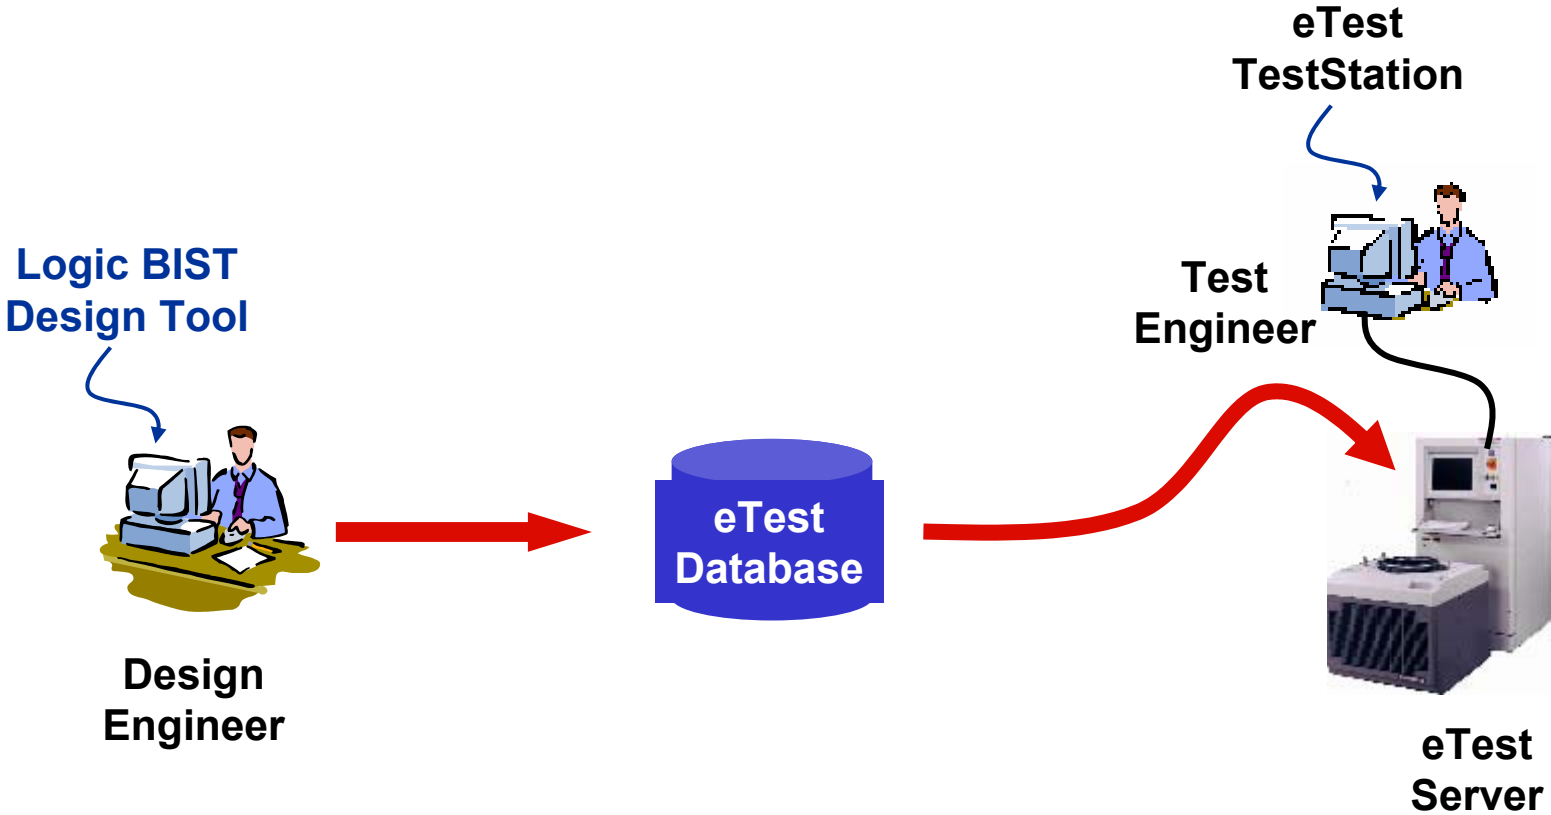 eTest
TestStation
Logic BIST
Design Tool
Test
Engineer
eTest
Database
Design
Engineer
eTest
Server